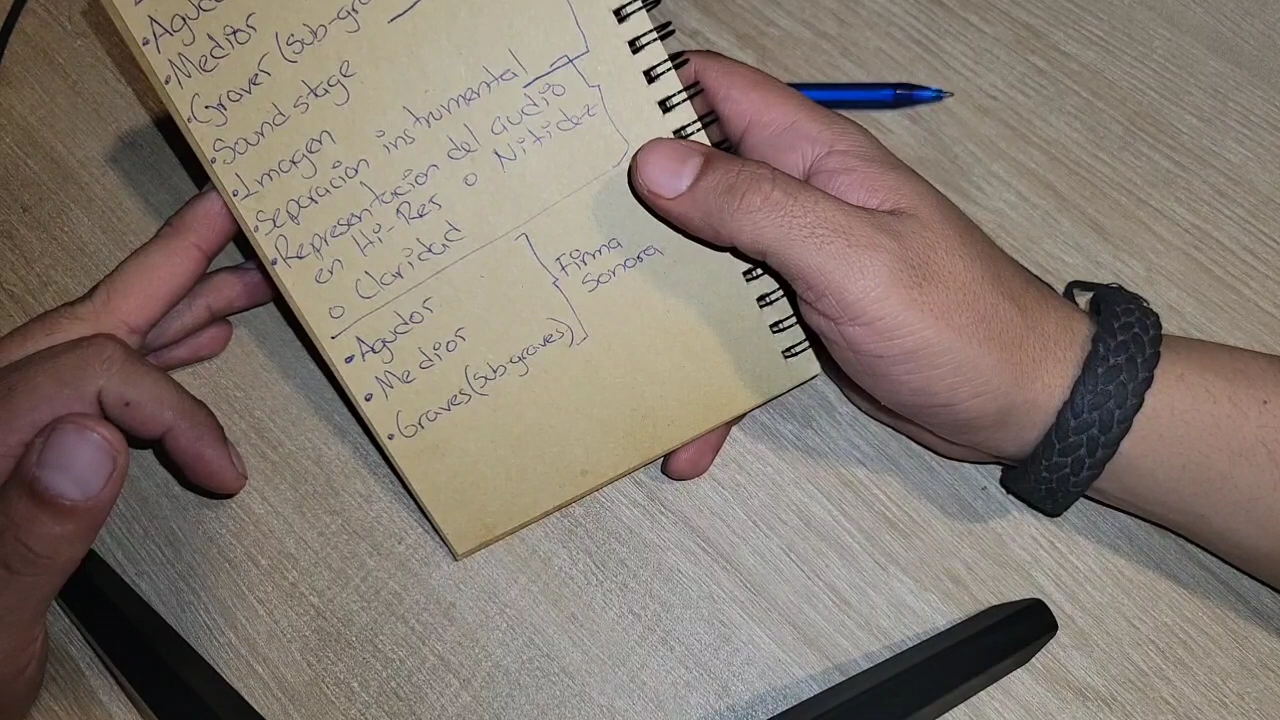 • Agudo
• Medios
• Graves (sub-gra
• Sound stage
• Imagen
• Separación instrumental
• Representación del audio
en Hi-Res o Nitidez
o Claridad
• Agudos
• Medios
• Graves (sub-graves)
Firma
Sonora